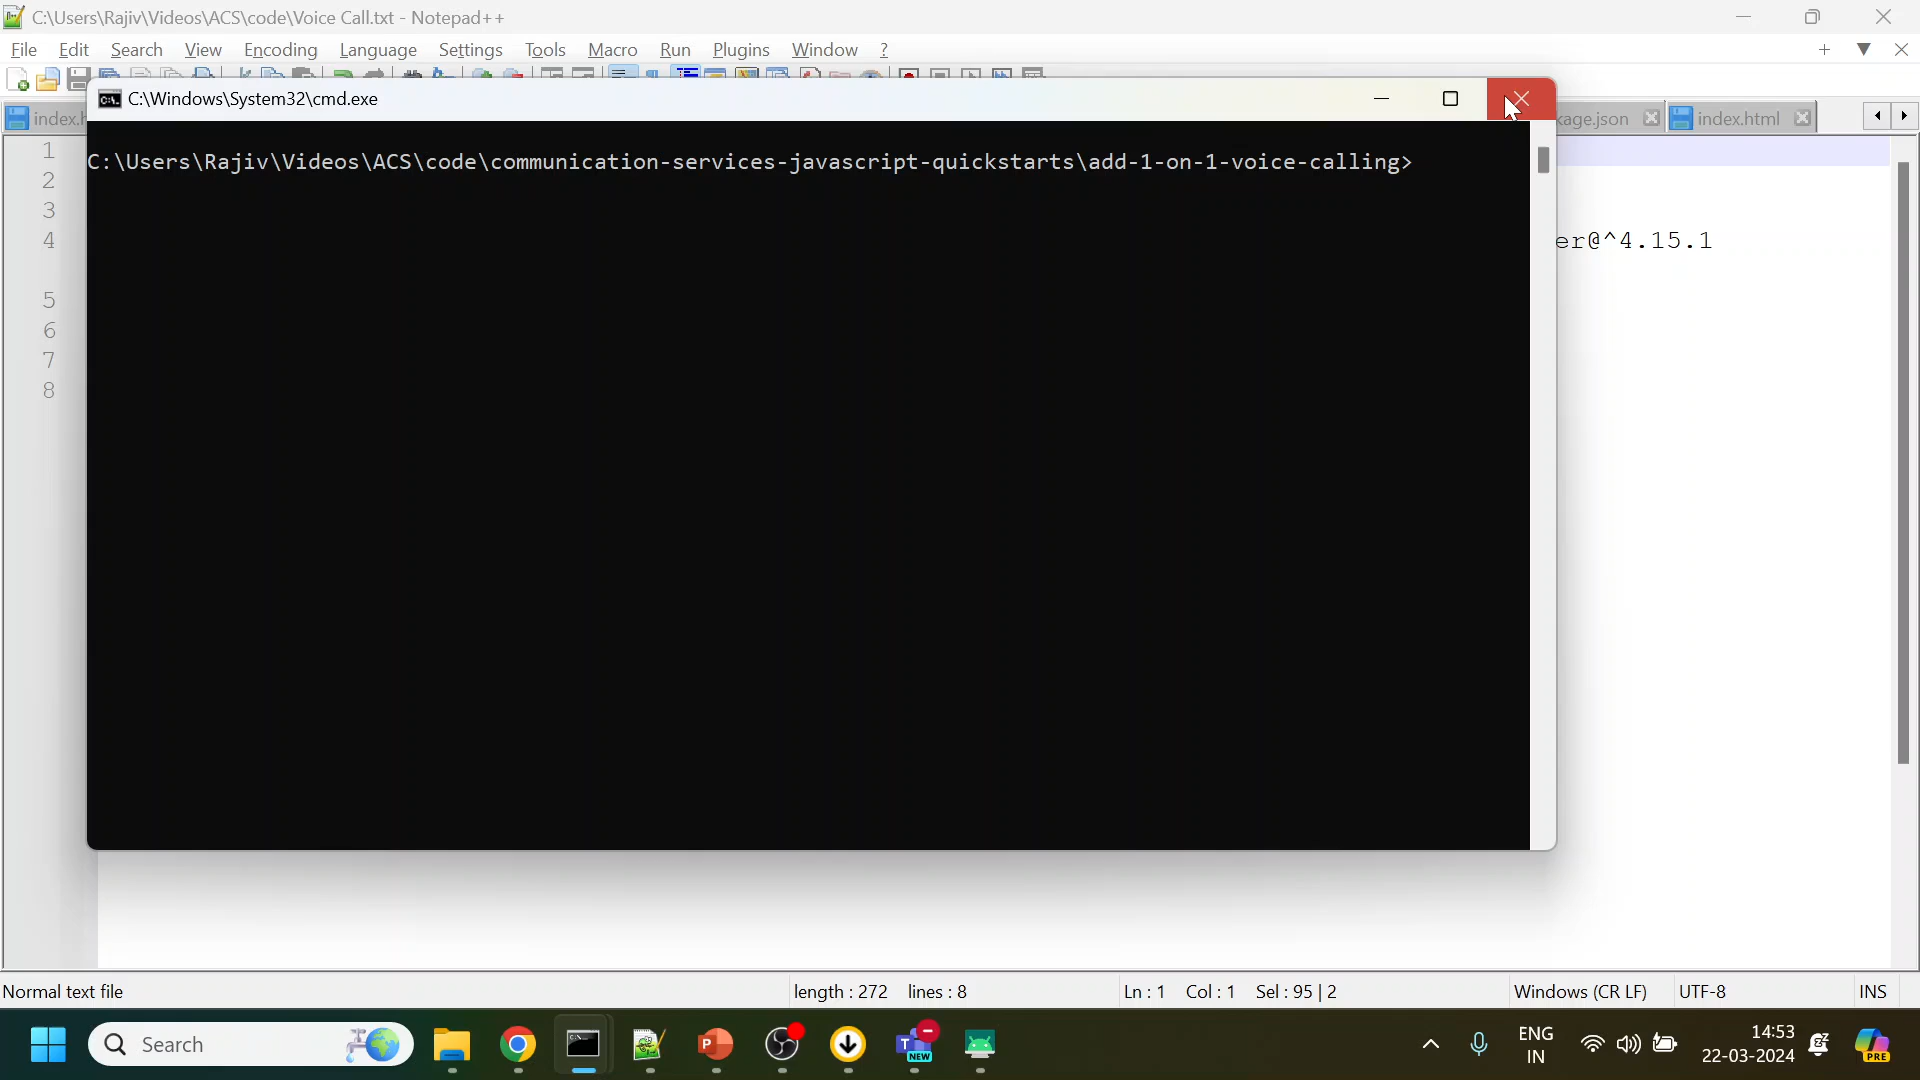 C:\Users\Rajiv\Videos\ACS\code\Voice Call.txt - Notepad++
File Edit Search View Encoding Language Settings Tools Macro Run Plugins Window ?
C:\Windows\System32\cmd.exe
index.h
kage.json
index.html
1
C:\Users\Rajiv\Videos\ACS\code\communication-services-javascript-quickstarts\add-1-on-1-voice-calling>
2
3
4
er@^4.15.1
5
6
7
8
Normal text file
length : 272 lines : 8
Ln : 1 Col : 1 Sel : 95 | 2
Windows (CR LF)
UTF-8
INS
Search
NEW
ENG
IN
14:53
22-03-2024
PRE